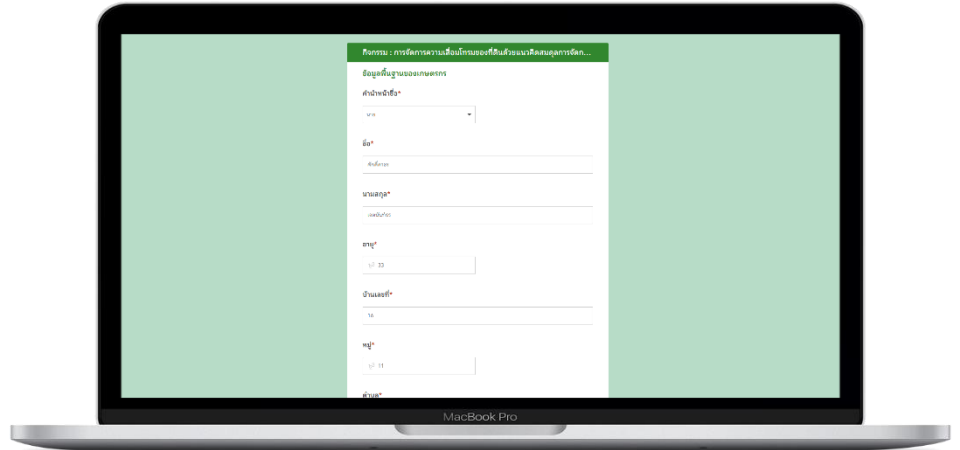 กิจกรรม : การจัดการความเสื่อมโทรมของที่ดินด้วยแนวคิดสมดุลการจัดก...
ข้อมูลพื้นฐานของเกษตรกร
คำนำหน้าชื่อ*
นาย
ชื่อ*
นามสกุล*
อายุ*
33
บ้านเลขที่*
16
หมู่*
11
ตำบล*
MacBook Pro